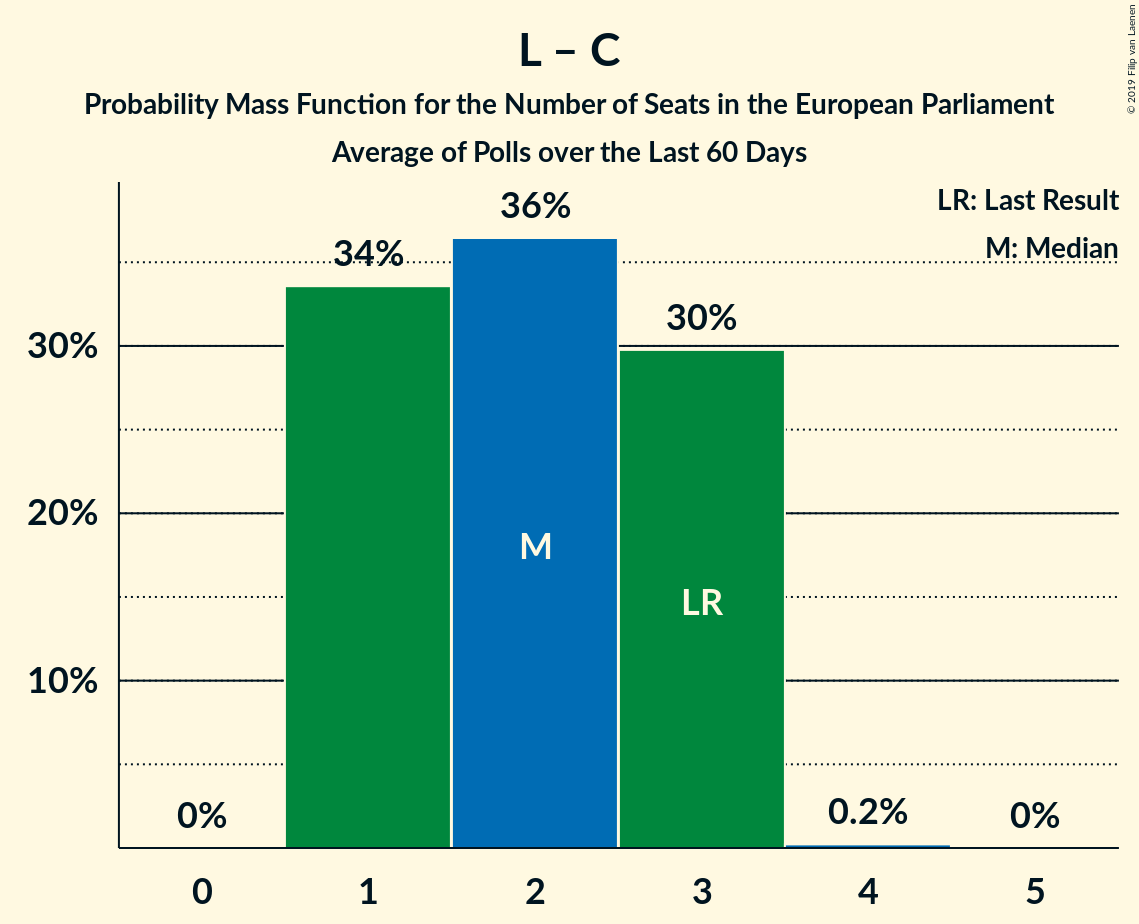 L – C
Probability Mass Function for the Number of Seats in the European Parliament
Average of Polls over the Last 60 Days
© 2019 Filip van Laenen
LR: Last Result
M: Median
36%
34%
30%
30%
20%
10%
M
LR
0%
0.2%
0%
0 1 2 3 4 5